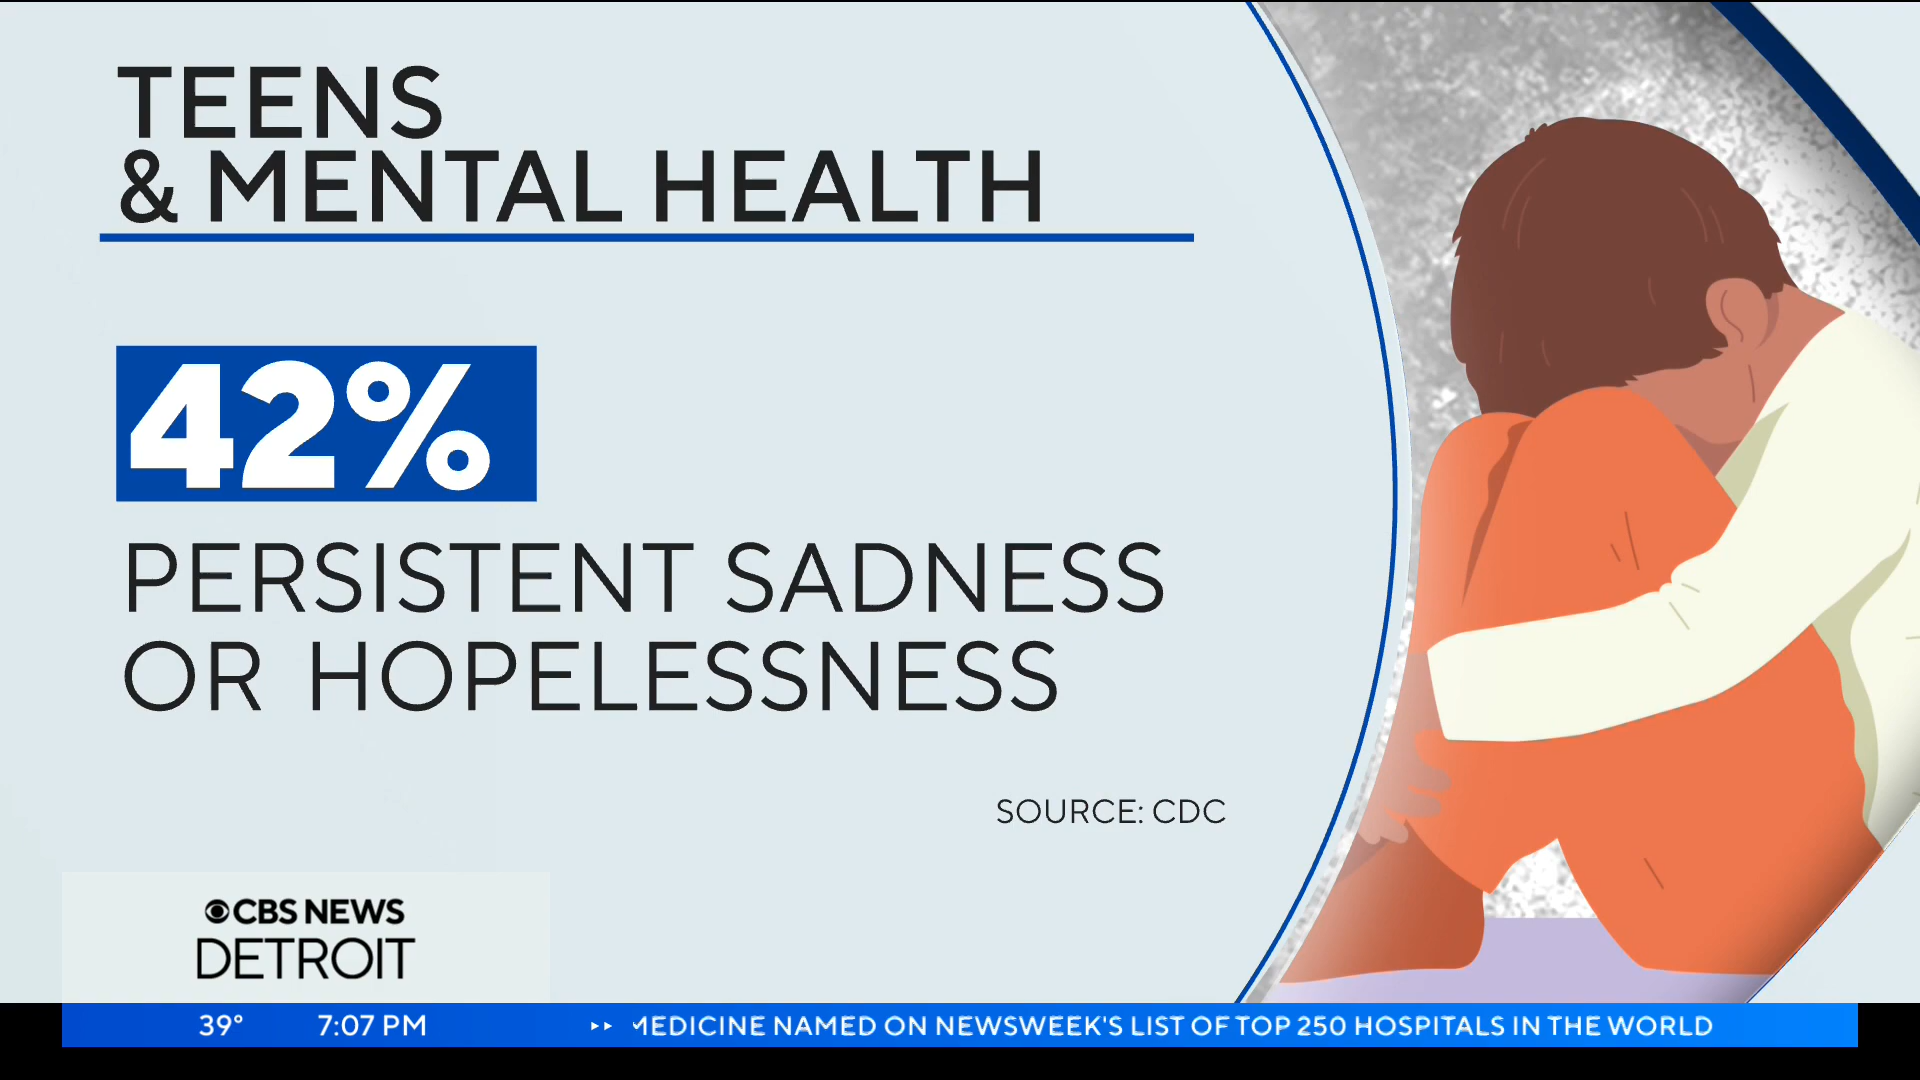 TEENS
& MENTAL HEALTH
42%
PERSISTENT SADNESS
OR HOPELESSNESS
SOURCE: CDC
CBS NEWS
DETROIT
39° 7:07 PM MEDICINE NAMED ON NEWSWEEK'S LIST OF TOP 250 HOSPITALS IN THE WORLD